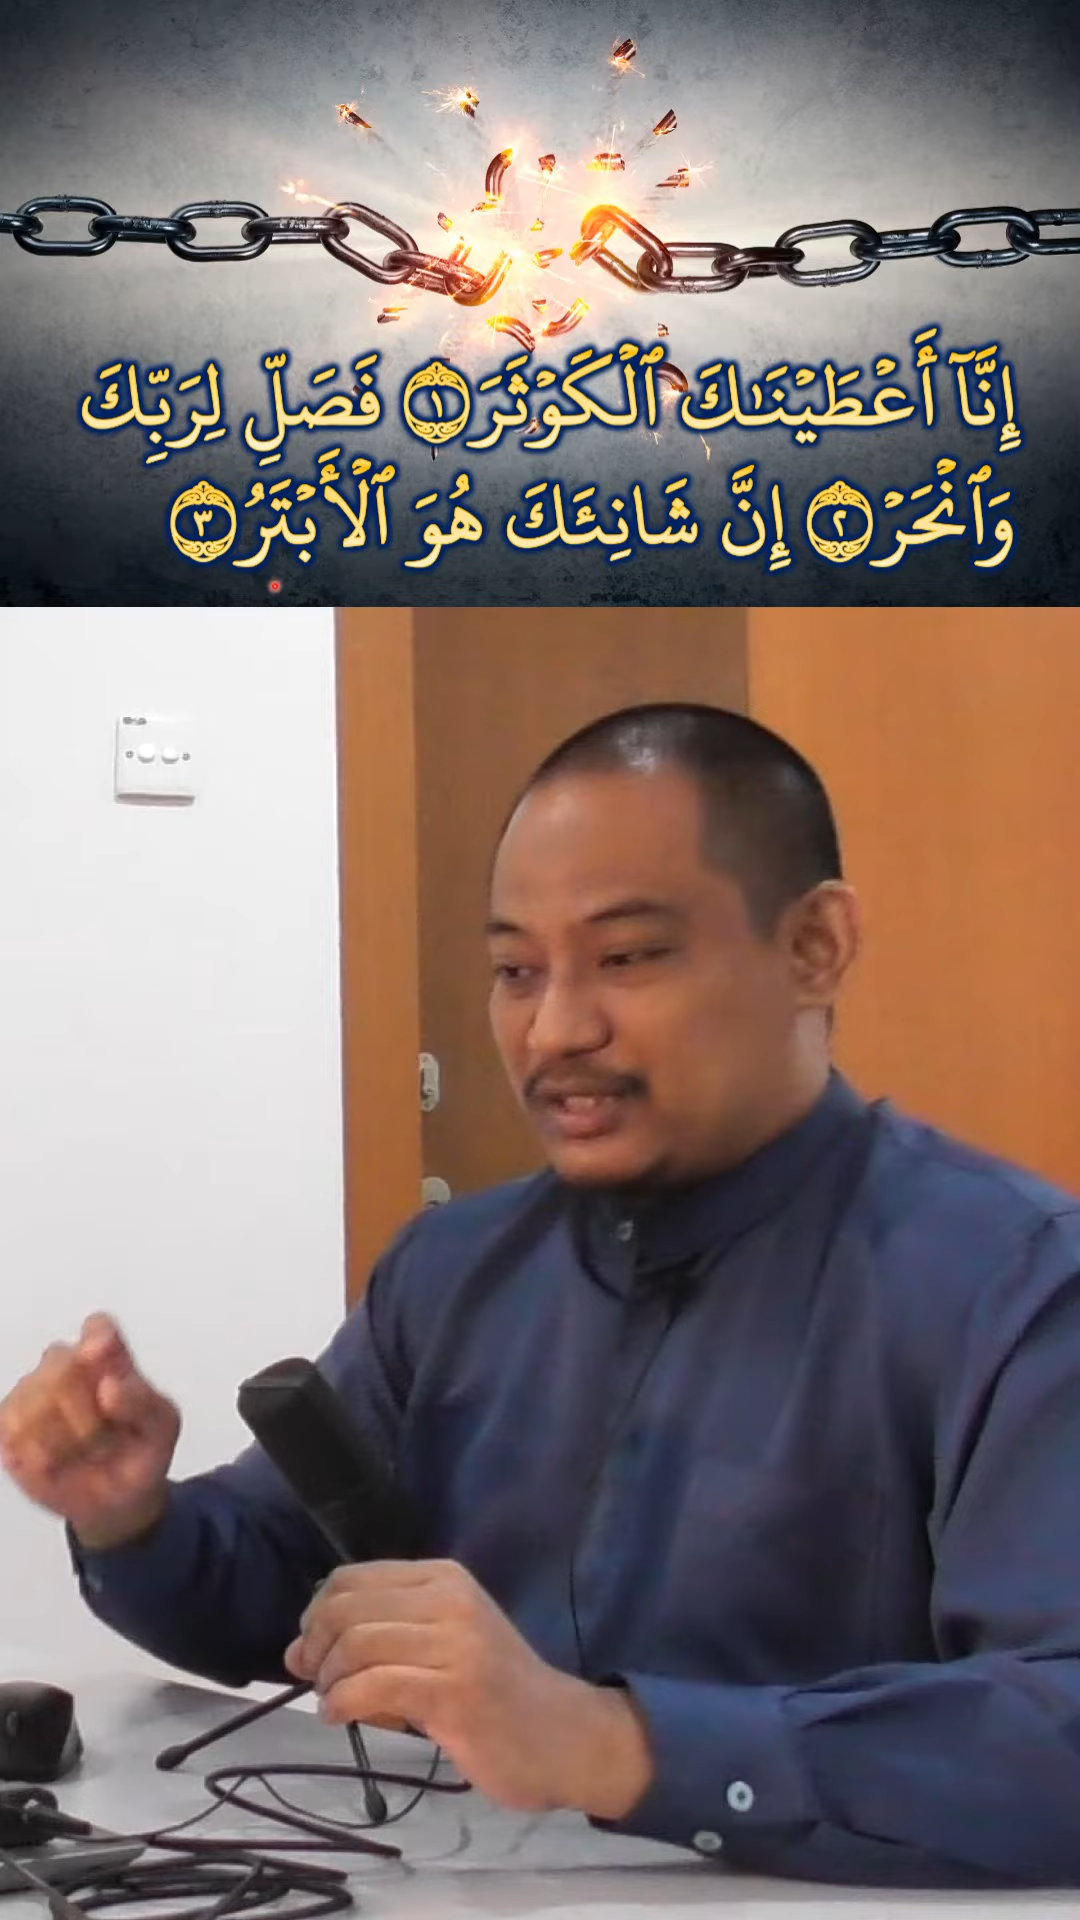 إِنَّآ أَعْطَيْنَـٰكَ ٱلْكَوْثَرَ ۝١ فَصَلِّ لِرَبِّكَ
وَٱنْحَرْ ۝٢ إِنَّ شَانِئَكَ هُوَ ٱلْأَبْتَرُ ۝٣